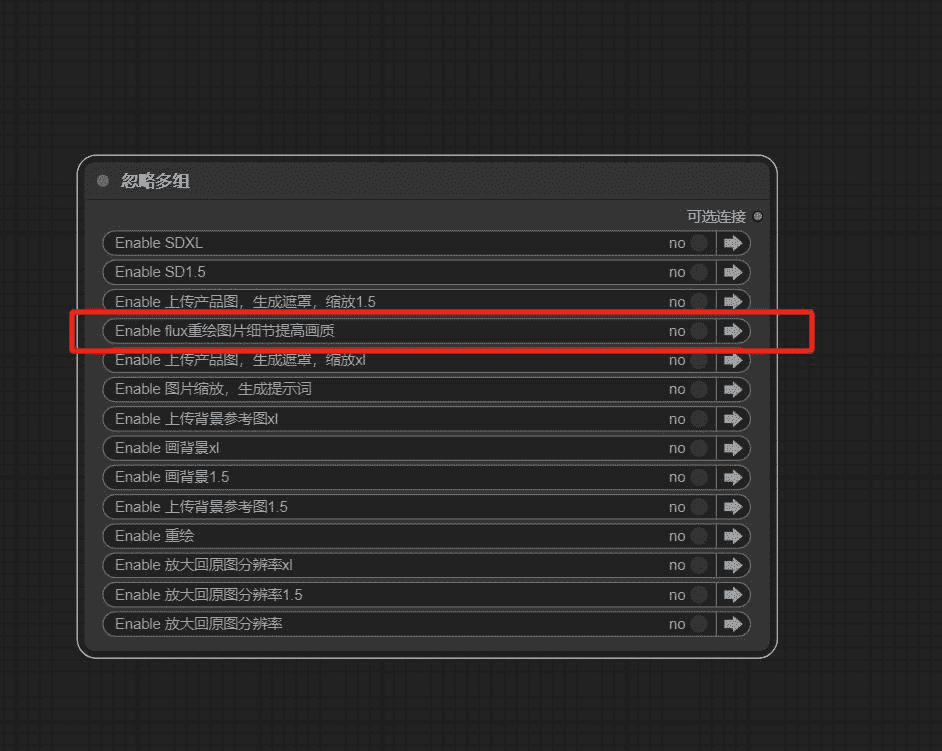 忽略多组
可选连接
Enable SDXL no
Enable SD1.5 no
Enable 上传产品图，生成遮罩，缩放1.5 no
Enable flux重绘图片细节提高画质 no
Enable 上传产品图，生成遮罩，缩放xl no
Enable 图片缩放，生成提示词 no
Enable 上传背景参考图xl no
Enable 画背景xl no
Enable 画背景1.5 no
Enable 上传背景参考图1.5 no
Enable 重绘 no
Enable 放大回原图分辨率xl no
Enable 放大回原图分辨率1.5 no
Enable 放大回原图分辨率 no